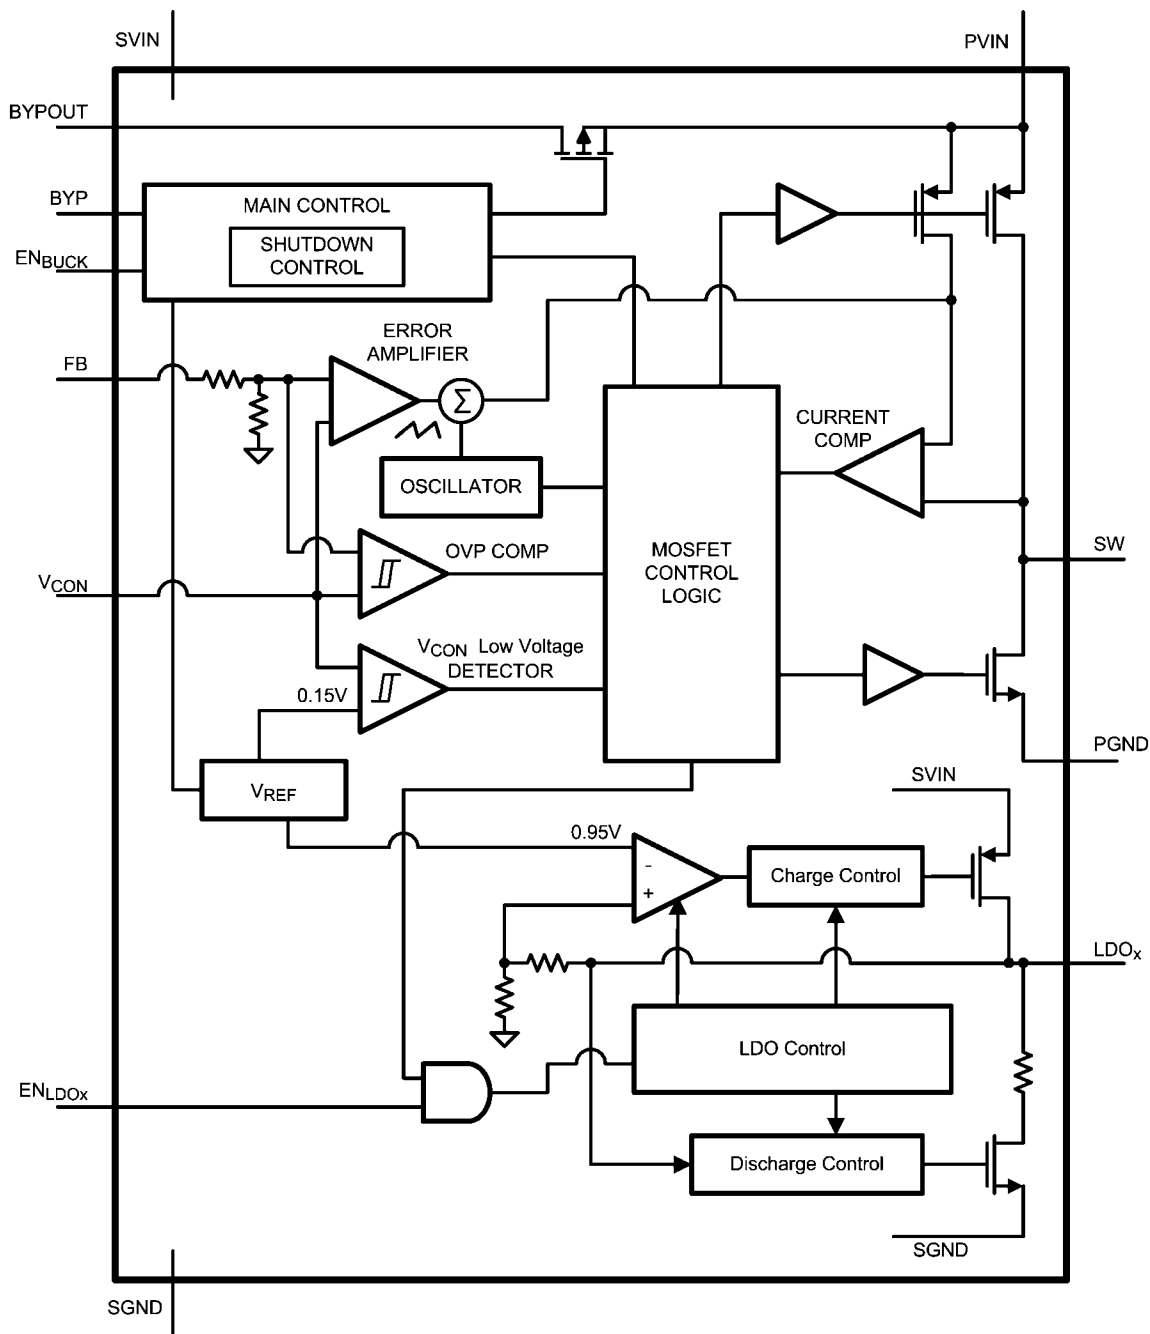 SVIN
PVIN
BYPOUT
BYP
MAIN CONTROL
SHUTDOWN
CONTROL
ENBUCK
ERROR
AMPLIFIER
FB
Σ
CURRENT
COMP
OSCILLATOR
OVP COMP
MOSFET
CONTROL
LOGIC
SW
VCON
VCON Low Voltage
DETECTOR
0.15V
PGND
SVIN
VREF
0.95V
-
+
Charge Control
LDOx
LDO Control
ENLDOx
Discharge Control
SGND
SGND